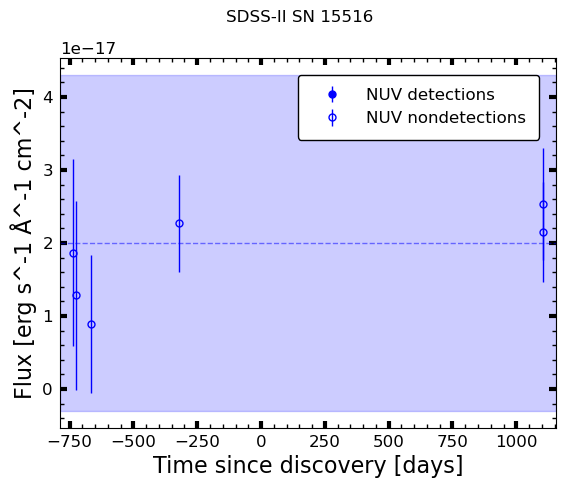 SDSS-II SN 15516
1e−17
NUV detections
NUV nondetections
4
3
2
1
0
Flux [erg s^-1 Å^-1 cm^-2]
−750 −500 −250 0 250 500 750 1000
Time since discovery [days]